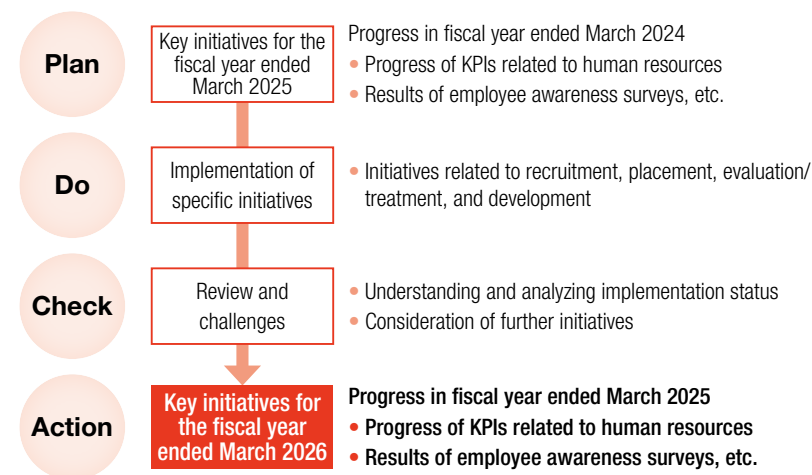 Plan
Key initiatives for the
fiscal year ended
March 2025
Progress in fiscal year ended March 2024
• Progress of KPIs related to human resources
• Results of employee awareness surveys, etc.
Do
Implementation of
specific initiatives
• Initiatives related to recruitment, placement, evaluation/
treatment, and development
Check
Review and
challenges
• Understanding and analyzing implementation status
• Consideration of further initiatives
Action
Key initiatives for
the fiscal year
ended March 2026
Progress in fiscal year ended March 2025
• Progress of KPIs related to human resources
• Results of employee awareness surveys, etc.